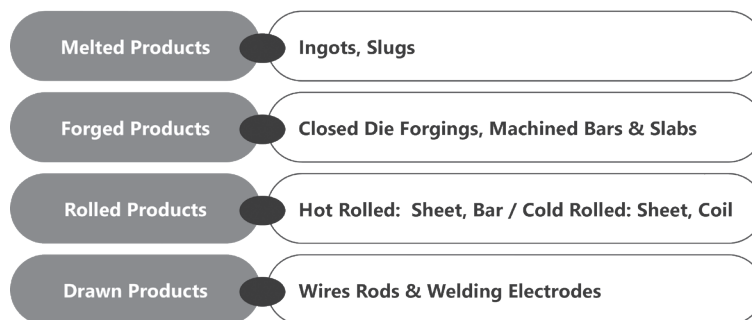 Melted Products
Ingots, Slugs
Forged Products
Closed Die Forgings, Machined Bars & Slabs
Rolled Products
Hot Rolled:  Sheet, Bar / Cold Rolled: Sheet, Coil
Drawn Products
Wires Rods & Welding Electrodes